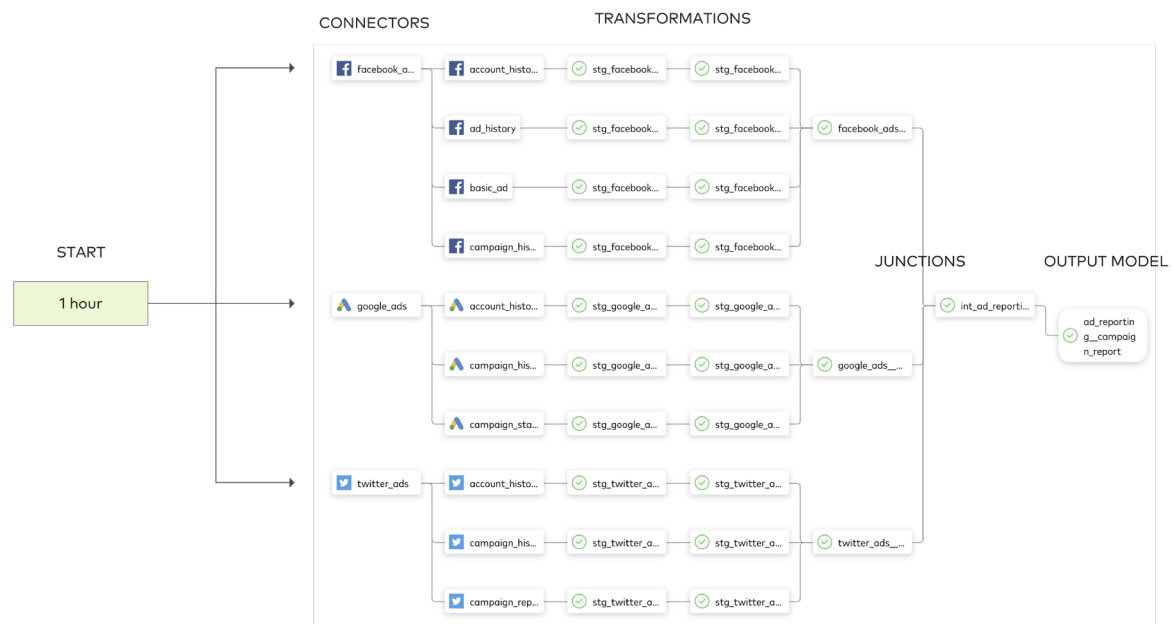 CONNECTORS
TRANSFORMATIONS
facebook_a...
account_histo...
stg_facebook...
stg_facebook...
ad_history
stg_facebook...
stg_facebook...
facebook_ads...
basic_ad
stg_facebook...
stg_facebook...
campaign_his...
stg_facebook...
stg_facebook...
START
1 hour
JUNCTIONS
OUTPUT MODEL
google_ads
account_histo...
stg_google_a...
stg_google_a...
int_ad_reporti...
ad_reportin
g__campaig
n_report
campaign_his...
stg_google_a...
stg_google_a...
google_ads__...
campaign_sta...
stg_google_a...
stg_google_a...
twitter_ads
account_histo...
stg_twitter_a...
stg_twitter_a...
campaign_his...
stg_twitter_a...
stg_twitter_a...
twitter_ads__...
campaign_rep...
stg_twitter_a...
stg_twitter_a...